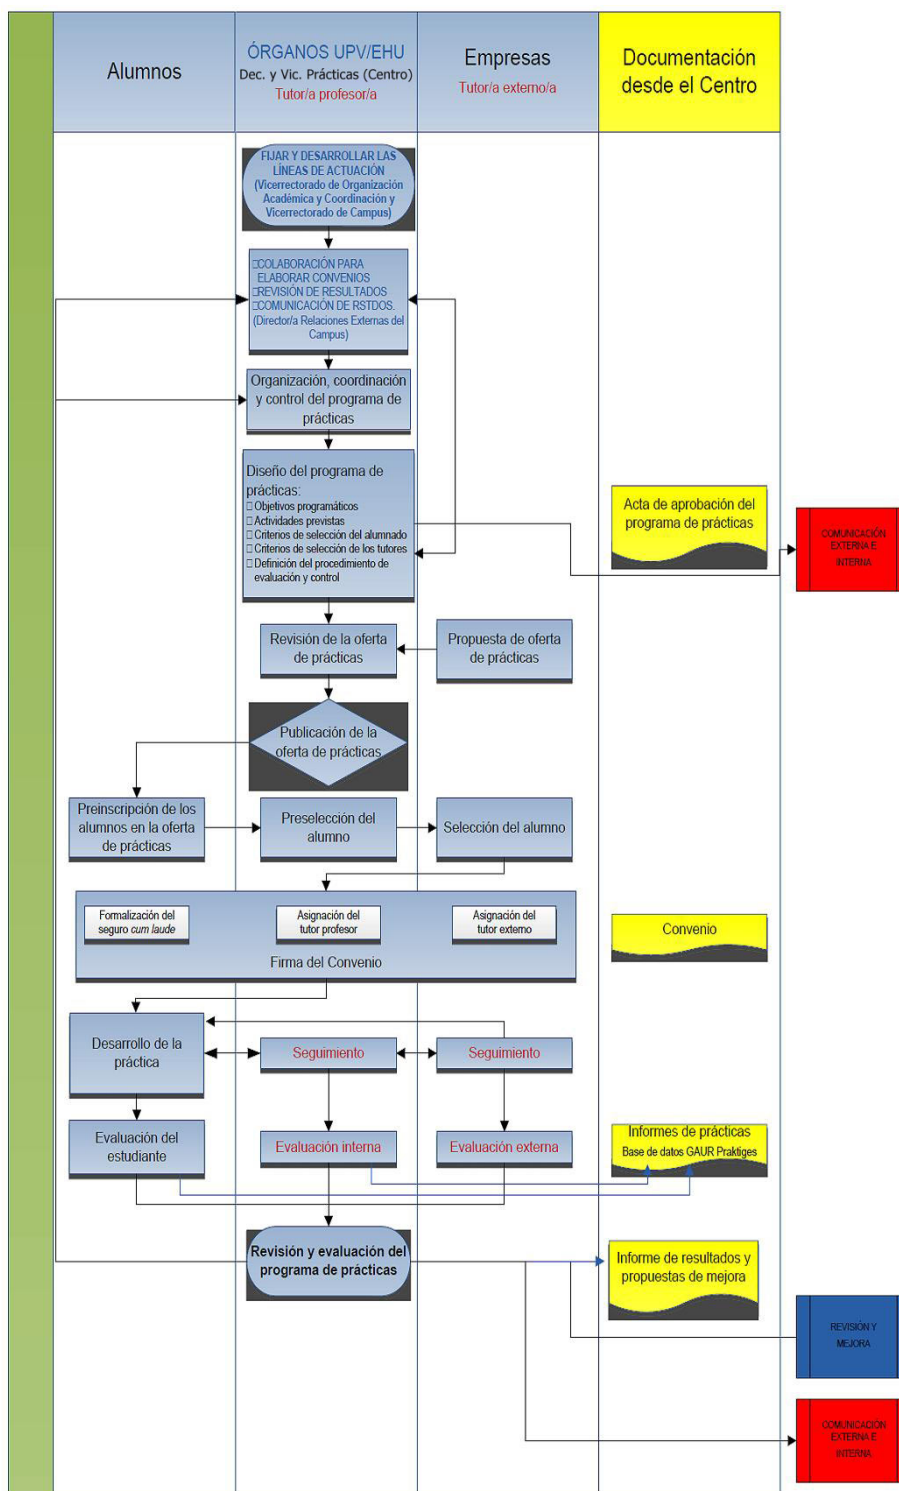 Alumnos
ÓRGANOS UPV/EHU
Dec. y Vic. Prácticas (Centro)
Tutor/a profesor/a
Empresas
Tutor/a externo/a
Documentación
desde el Centro
FIJAR Y DESARROLLAR LAS
LÍNEAS DE ACTUACIÓN
(Vicerrectorado de Organización
Académica y Coordinación y
Vicerrectorado de Campus)
COLABORACIÓN PARA
ELABORAR CONVENIOS
REVISIÓN DE RESULTADOS
COMUNICACIÓN DE RSTDOS.
(Director/a Relaciones Externas del
Campus)
Organización, coordinación
y control del programa de
prácticas
Diseño del programa de
prácticas:
Objetivos programáticos
Actividades previstas
Criterios de selección del alumnado
Criterios de selección de los tutores
Definición del procedimiento de
evaluación y control
Acta de aprobación del
programa de prácticas
COMUNICACIÓN
EXTERNA E
INTERNA
Revisión de la oferta
de prácticas
Propuesta de oferta
de prácticas
Publicación de la
oferta de prácticas
Preinscripción de los
alumnos en la oferta
de prácticas
Preselección del
alumno
Selección del alumno
Formalización del
seguro cum laude
Asignación del
tutor profesor
Asignación del
tutor externo
Firma del Convenio
Convenio
Desarrollo de la
práctica
Seguimiento
Seguimiento
Evaluación del
estudiante
Evaluación interna
Evaluación externa
Informes de prácticas
Base de datos GAUR Praktiges
Revisión y evaluación del
programa de prácticas
Informe de resultados y
propuestas de mejora
REVISIÓN Y
MEJORA
COMUNICACIÓN
EXTERNA E
INTERNA